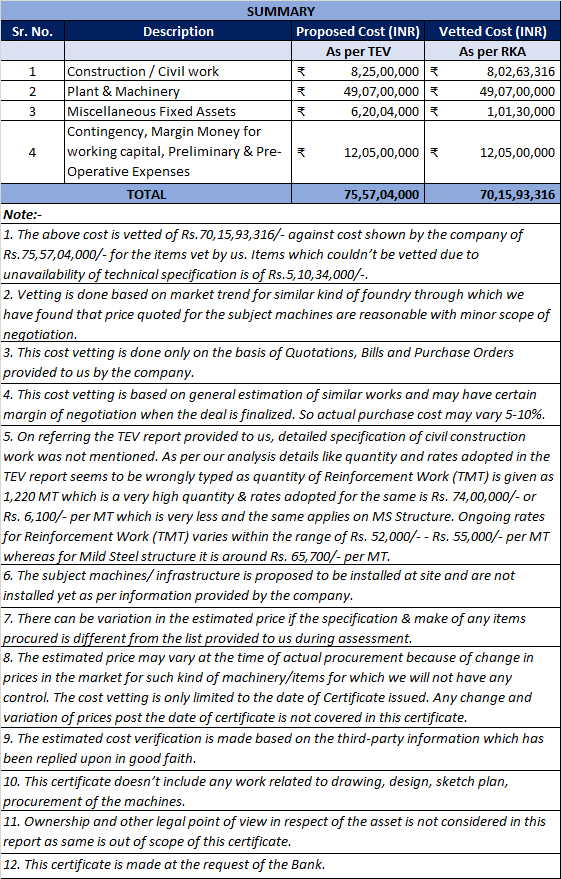 SUMMARY
Sr. No. Description Proposed Cost (INR) Vetted Cost (INR)
As per TEV As per RKA
1 Construction / Civil work ₹ 8,25,00,000 ₹ 8,02,63,316
2 Plant & Machinery ₹ 49,07,00,000 ₹ 49,07,00,000
3 Miscellaneous Fixed Assets ₹ 6,20,04,000 ₹ 1,01,30,000
Contingency, Margin Money for
4 working capital, Preliminary & Pre- ₹ 12,05,00,000 ₹ 12,05,00,000
Operative Expenses
TOTAL 75,57,04,000 70,15,93,316
Note:-
1. The above cost is vetted of Rs.70,15,93,316/- against cost shown by the company of
Rs.75,57,04,000/- for the items vet by us. Items which couldn't be vetted due to
unavailability of technical specification is of Rs.5,10,34,000/-.
2. Vetting is done based on market trend for similar kind of foundry through which we
have found that price quoted for the subject machines are reasonable with minor scope of
negotiation.
3. This cost vetting is done only on the basis of Quotations, Bills and Purchase Orders
provided to us by the company.
4. This cost vetting is based on general estimation of similar works and may have certain
margin of negotiation when the deal is finalized. So actual purchase cost may vary 5-10%.
5. On referring the TEV report provided to us, detailed specification of civil construction
work was not mentioned. As per our analysis details like quantity and rates adopted in the
TEV report seems to be wrongly typed as quantity of Reinforcement Work (TMT) is given as
1,220 MT which is a very high quantity & rates adopted for the same is Rs. 74,00,000/- or
Rs. 6,100/- per MT which is very less and the same applies on MS Structure. Ongoing rates
for Reinforcement Work (TMT) varies within the range of Rs. 52,000/- - Rs. 55,000/- per MT
whereas for Mild Steel structure it is around Rs. 65,700/- per MT.
6. The subject machines/ infrastructure is proposed to be installed at site and are not
installed yet as per information provided by the company.
7. There can be variation in the estimated price if the specification & make of any items
procured is different from the list provided to us during assessment.
8. The estimated price may vary at the time of actual procurement because of change in
prices in the market for such kind of machinery/items for which we will not have any
control. The cost vetting is only limited to the date of Certificate issued. Any change and
variation of prices post the date of certificate is not covered in this certificate.
9. The estimated cost verification is made based on the third-party information which has
been replied upon in good faith.
10. This certificate doesn't include any work related to drawing, design, sketch plan,
procurement of the machines.
11. Ownership and other legal point of view in respect of the asset is not considered in this
report as same is out of scope of this certificate.
12. This certificate is made at the request of the Bank.